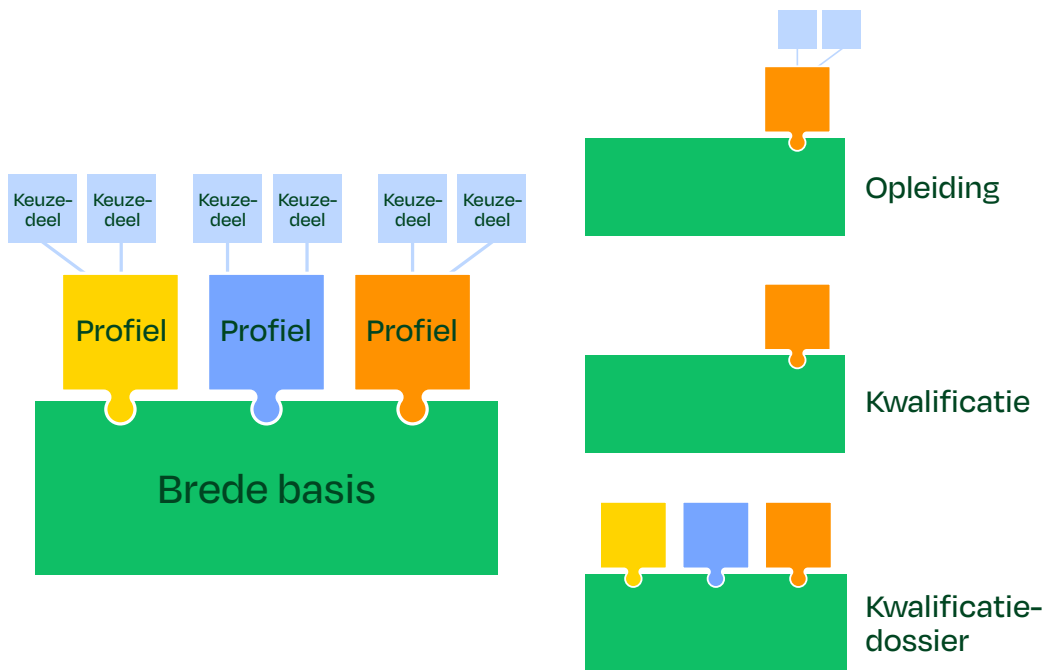 Keuze-
deel
Keuze-
deel
Keuze-
deel
Keuze-
deel
Keuze-
deel
Keuze-
deel
Profiel
Profiel
Profiel
Brede basis
Opleiding
Kwalificatie
Kwalificatie-
dossier